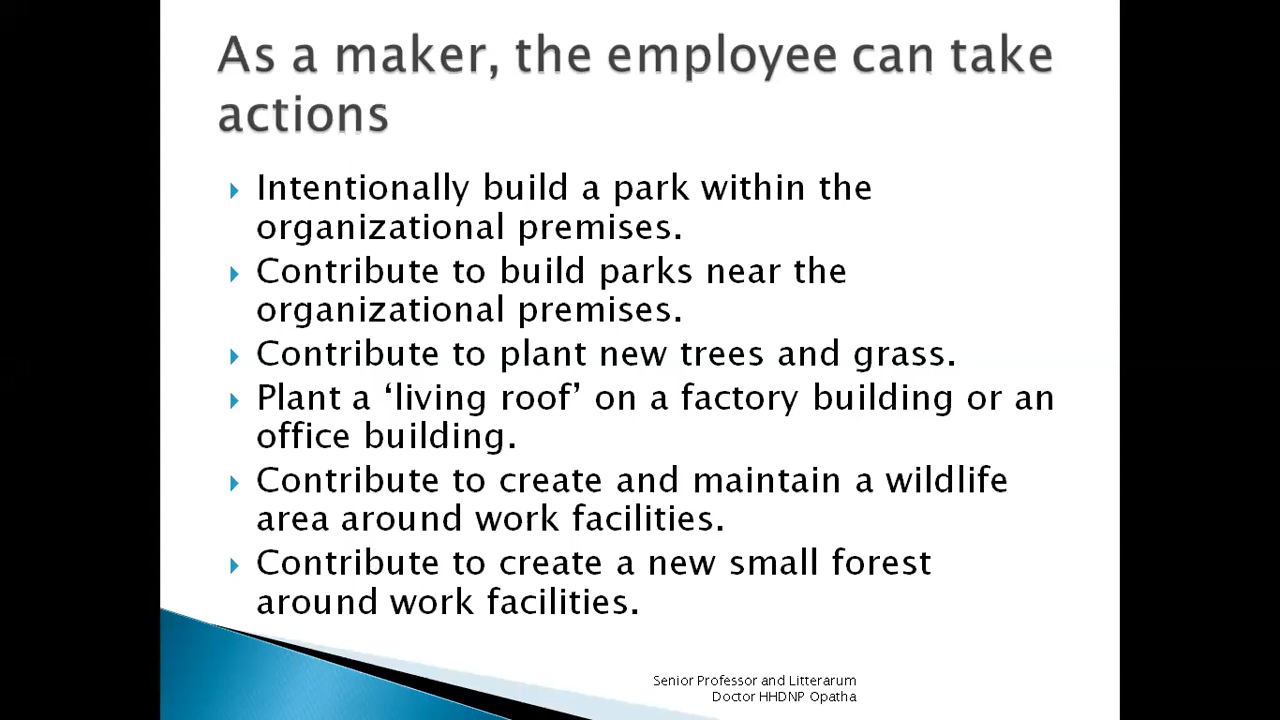 As a maker, the employee can take
actions
Intentionally build a park within the
organizational premises.
Contribute to build parks near the
organizational premises.
Contribute to plant new trees and grass.
Plant a ‘living roof’ on a factory building or an
office building.
Contribute to create and maintain a wildlife
area around work facilities.
Contribute to create a new small forest
around work facilities.
Senior Professor and Litterarum
Doctor HHDNP Opatha